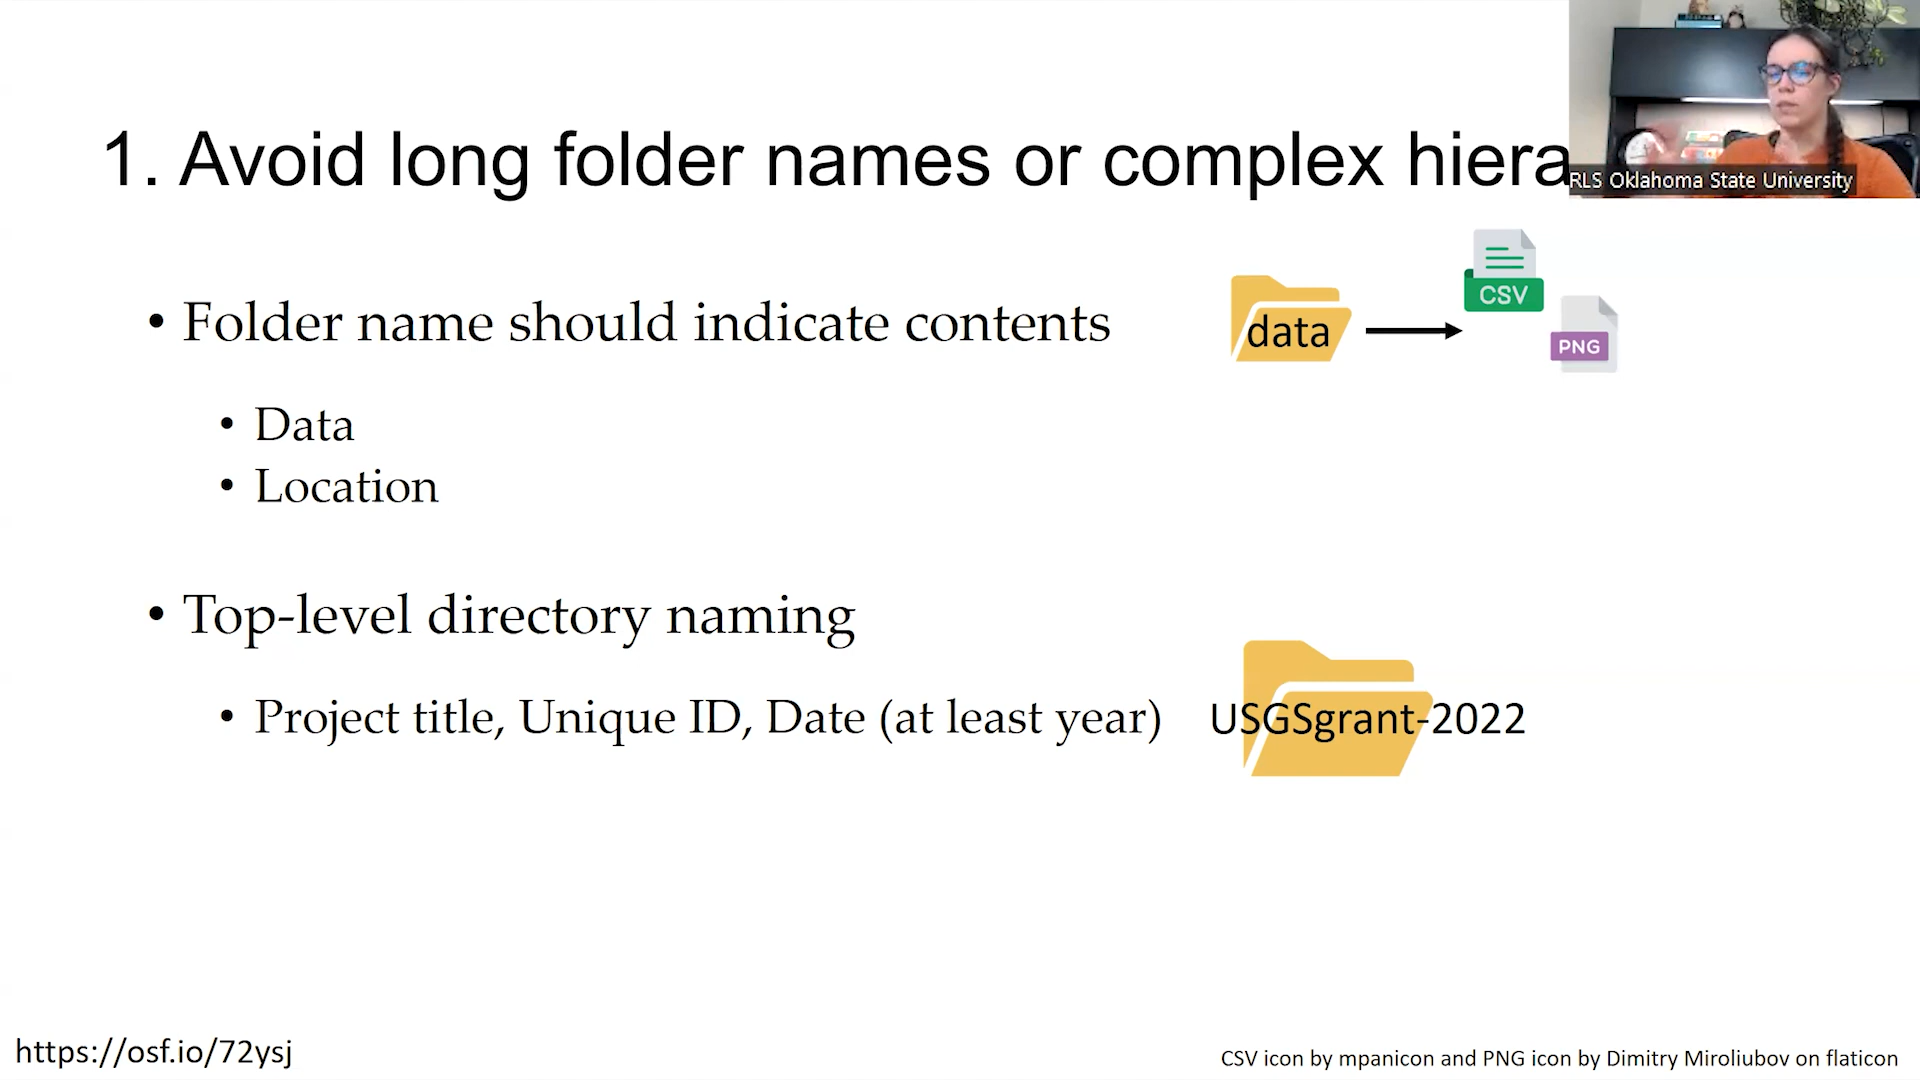 1. Avoid long folder names or complex hiera
RLS Oklahoma State University
• Folder name should indicate contents
data
CSV
PNG
• Data
• Location
• Top-level directory naming
• Project title, Unique ID, Date (at least year)
USGSgrant-2022
https://osf.io/72ysj
CSV icon by mpanicon and PNG icon by Dimitry Miroliubov on flaticon